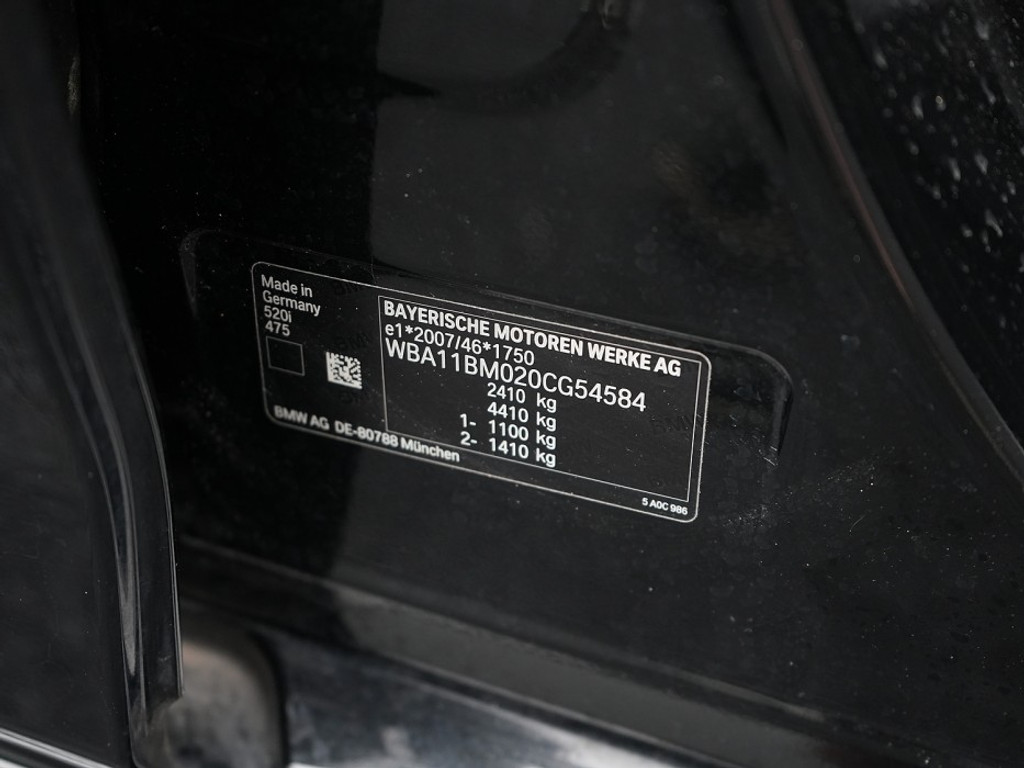 Made in
Germany
520i
475
BMW AG DE-80788 München
BAYERISCHE MOTOREN WERKE AG
e1*2007/46*1750
WBA11BM020CG54584
2410 kg
4410 kg
1- 1100 kg
2- 1410 kg
5 A0C 986